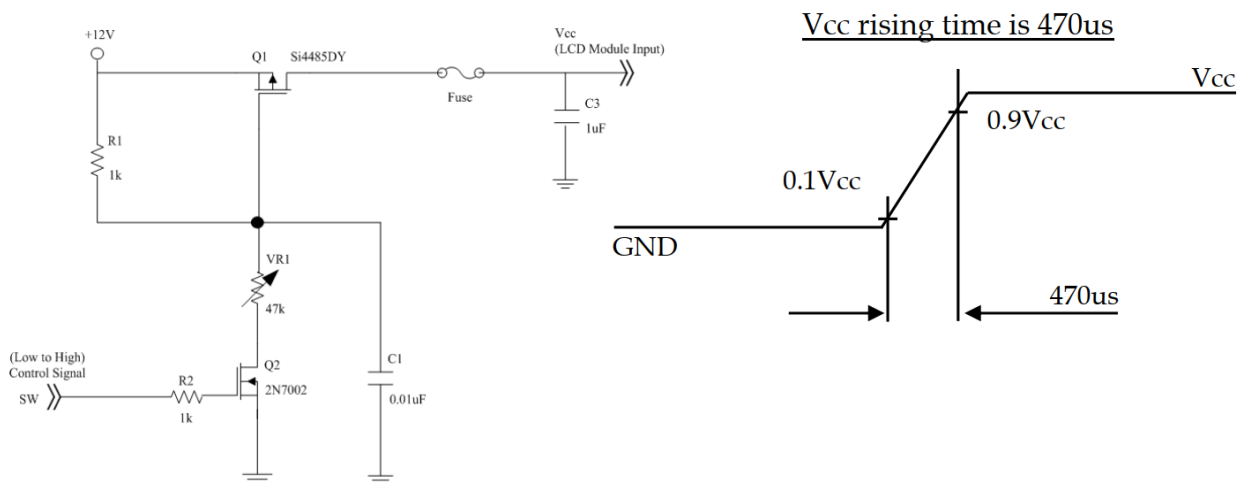 +12V
Q1
Si4485DY
Vcc
(LCD Module Input)
Fuse
C3
1uF
R1
1k
VR1
47k
(Low to High)
Control Signal
SW
R2
1k
Q2
2N7002
C1
0.01uF
Vcc rising time is 470us
Vcc
0.9Vcc
0.1Vcc
GND
470us